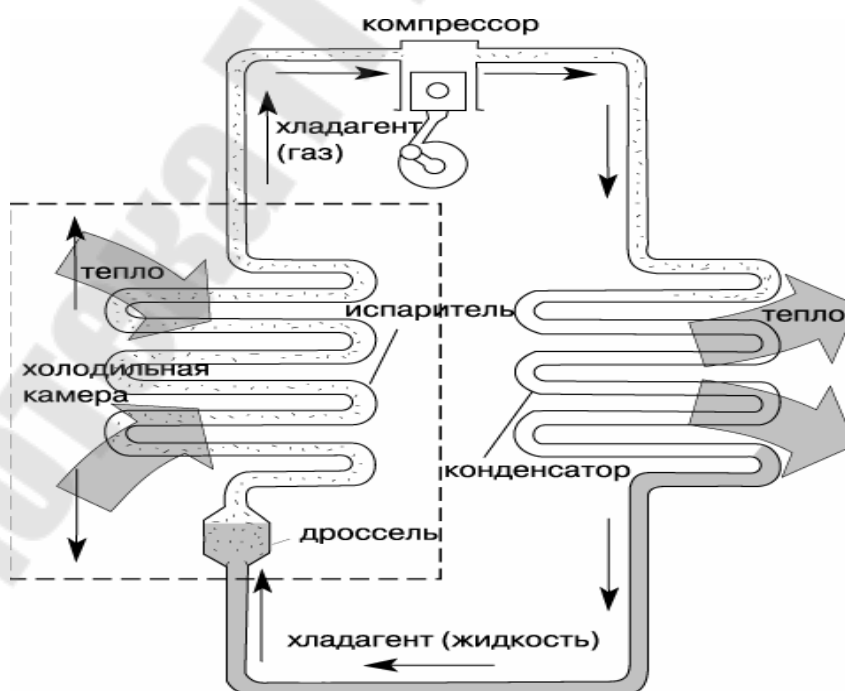 компрессор
хладагент
(газ)
тепло
испаритель
тепло
холодильная
камера
конденсатор
дроссель
хладагент (жидкость)